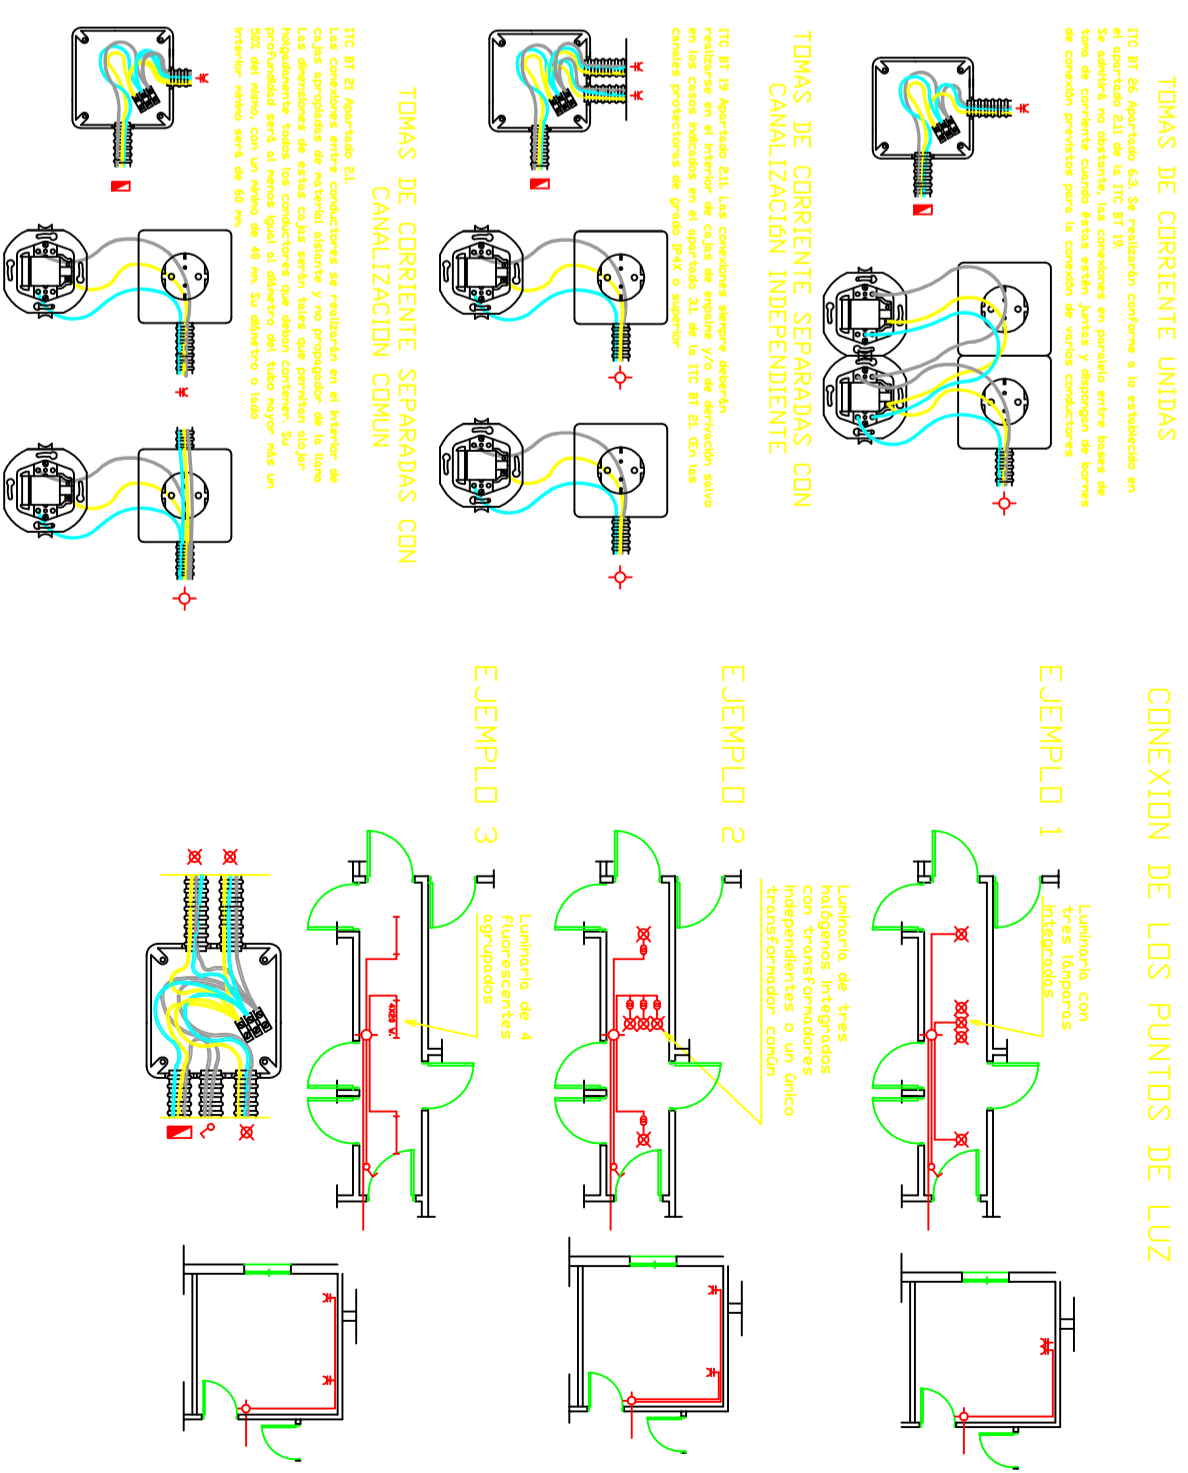 TOMAS DE CORRIENTE UNIDAS
ITC BT 26 Apartado 6.3. Se realizarán conforme a lo establecido en
el apartado 2.11 de la ITC BT 19.
Se admitirá no obstante, las conexiones en paralelo entre bases de
toma de corriente cuando éstas estén juntas y dispongan de bornes
de conexión previstos para la conexión de varios conductores
TOMAS DE CORRIENTE SEPARADAS CON
CANALIZACIóN INDEPENDIENTE
ITC BT 19 Apartado 2.11. Las conexiones siempre deberán
realizarse en el interior de cajas de empalme y/o de derivación salvo
en los casos indicados en el apartado 3.1. de la ITC BT 21. (En las
canales protectoras de grado IP4X o superior
TOMAS DE CORRIENTE SEPARADAS CON
CANALIZACION COMUN
ITC BT 21 Apartado 2.1.
Las conexiones entre conductores se realizarán en el interior de
cajas apropiadas de material aislante y no propagador de la llama
Las dimensiones de estas cajas serán tales que permitan alojar
holgadamente todos los conductores que deban contener. Su
profundidad será al menos igual al diámetro del tubo mayor más un
50% del mismo, con un mínimo de 40 mm. Su diámetro o lado
interior mínimo será de 60 mm.
CONEXION DE LOS PUNTOS DE LUZ
EJEMPLO 1
Luminaria con
tres lámparas
integradas
EJEMPLO 2
Luminaria de tres
halógenos integrados
con transformadores
independientes o un único
transformador común
EJEMPLO 3
Luminaria de 4
fluorescentes
agrupados
4X20 W.